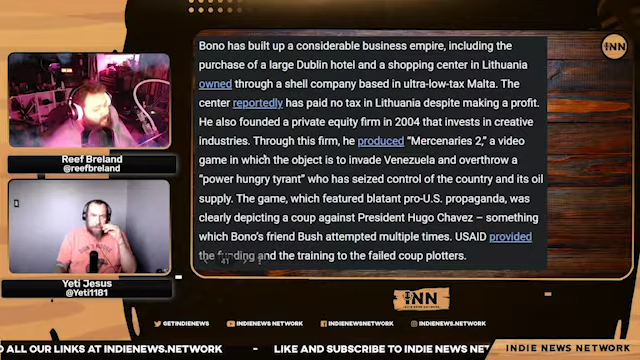 INN
Bono has built up a considerable business empire, including the
purchase of a large Dublin hotel and a shopping center in Lithuania
owned through a shell company based in ultra-low-tax Malta. The
center reportedly has paid no tax in Lithuania despite making a profit.
He also founded a private equity firm in 2004 that invests in creative
industries. Through this firm, he produced “Mercenaries 2,” a video
game in which the object is to invade Venezuela and overthrow a
“power hungry tyrant” who has seized control of the country and its oil
supply. The game, which featured blatant pro-U.S. propaganda, was
clearly depicting a coup against President Hugo Chavez – something
which Bono’s friend Bush attempted multiple times. USAID provided
the funding and the training to the failed coup plotters.
Reef Breland
@reefbreland
Yeti Jesus
@Yeti1181
INN
GETINDIENEWS
INDIENEWS NETWORK
INDIENEWS NETWORK
INDIENEWS.NETWORK
D ALL OUR LINKS AT INDIENEWS.NETWORK - LIKE AND SUBSCRIBE TO INDIE NEWS NE
INDIE NEWS NETWORK